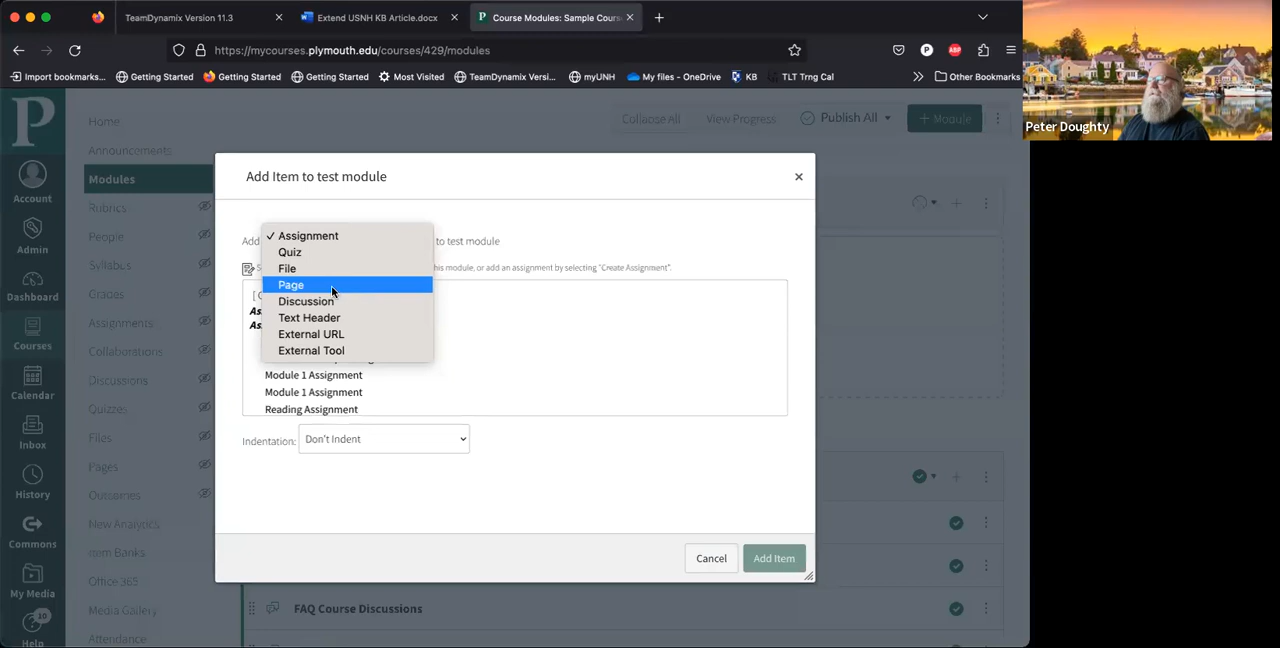 TeamDynamix Version 11.3
Extend USNH KB Article.docx
Course Modules: Sample Cours
https://mycourses.plymouth.edu/courses/429/modules
Import bookmarks...
Getting Started
Getting Started
Getting Started
Most Visited
TeamDynamix Versi...
myUNH
My files - OneDrive
KB
TLT Trng Cal
Other Bookmarks
Peter Doughty
P
Account
Admin
Dashboard
Courses
Calendar
Inbox
History
Commons
My Media
10
Help
Home
Announcements
Modules
Rubrics
People
Syllabus
Grades
Assignments
Collaborations
Discussions
Quizzes
Files
Pages
Outcomes
New Analytics
Item Banks
Office 365
Media Gallery
Attendance
Collapse All
View Progress
Publish All
+ Module
Add Item to test module
Add
to test module
Assignment
Quiz
File
Page
Discussion
Text Header
External URL
External Tool
this module, or add an assignment by selecting "Create Assignment".
Module 1 Assignment
Module 1 Assignment
Reading Assignment
Indentation:
Don't Indent
Cancel
Add Item
FAQ Course Discussions